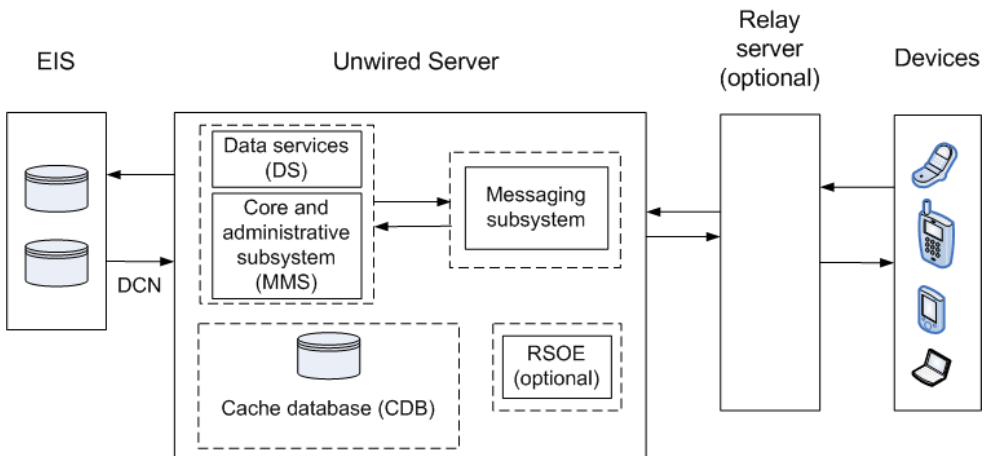 EIS
Unwired Server
Relay
server
(optional)
Devices
Data services
(DS)
Core and
administrative
subsystem
(MMS)
Messaging
subsystem
DCN
Cache database (CDB)
RSOE
(optional)